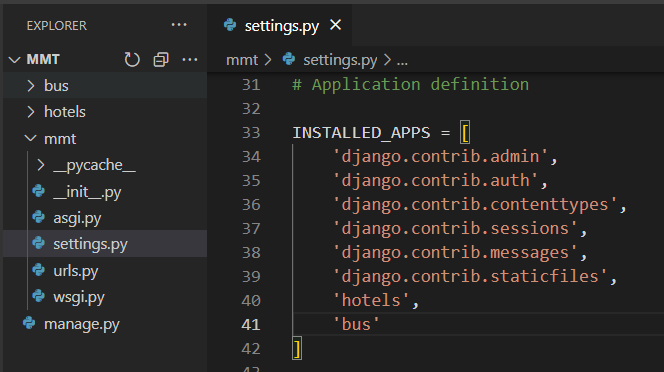 EXPLORER ...
MMT ...
bus
hotels
mmt
__pycache__
__init__.py
asgi.py
settings.py
urls.py
wsgi.py
manage.py
settings.py ×
mmt > settings.py > ...
31 # Application definition
32
33 INSTALLED_APPS = [
34 'django.contrib.admin',
35 'django.contrib.auth',
36 'django.contrib.contenttypes',
37 'django.contrib.sessions',
38 'django.contrib.messages',
39 'django.contrib.staticfiles',
40 'hotels',
41 'bus'
42 ]